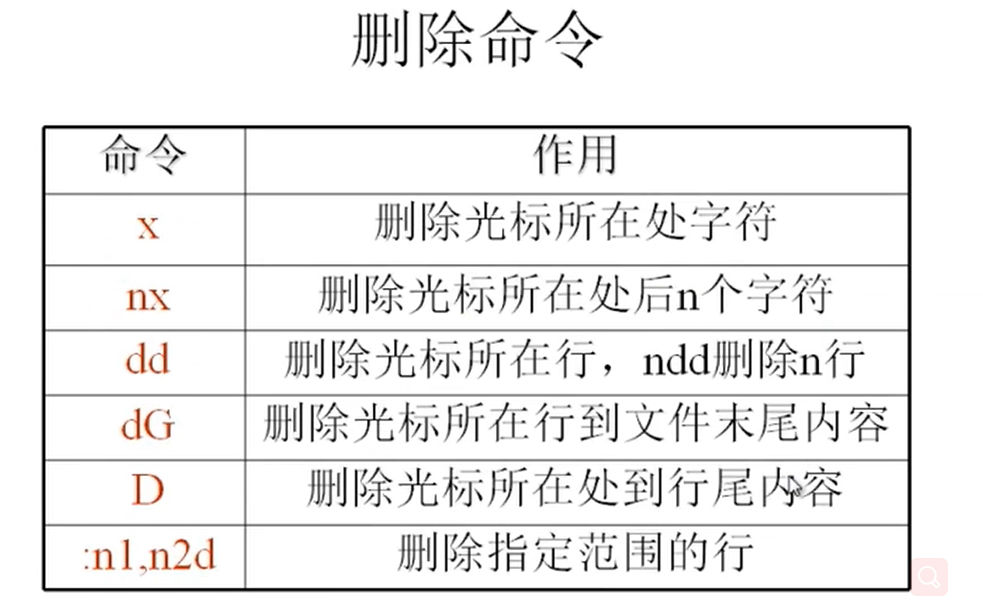 删除命令
命令 作用
x 删除光标所在处字符
nx 删除光标所在处后n个字符
dd 删除光标所在行，ndd删除n行
dG 删除光标所在行到文件末尾内容
D 删除光标所在处到行尾内容
:n1,n2d 删除指定范围的行